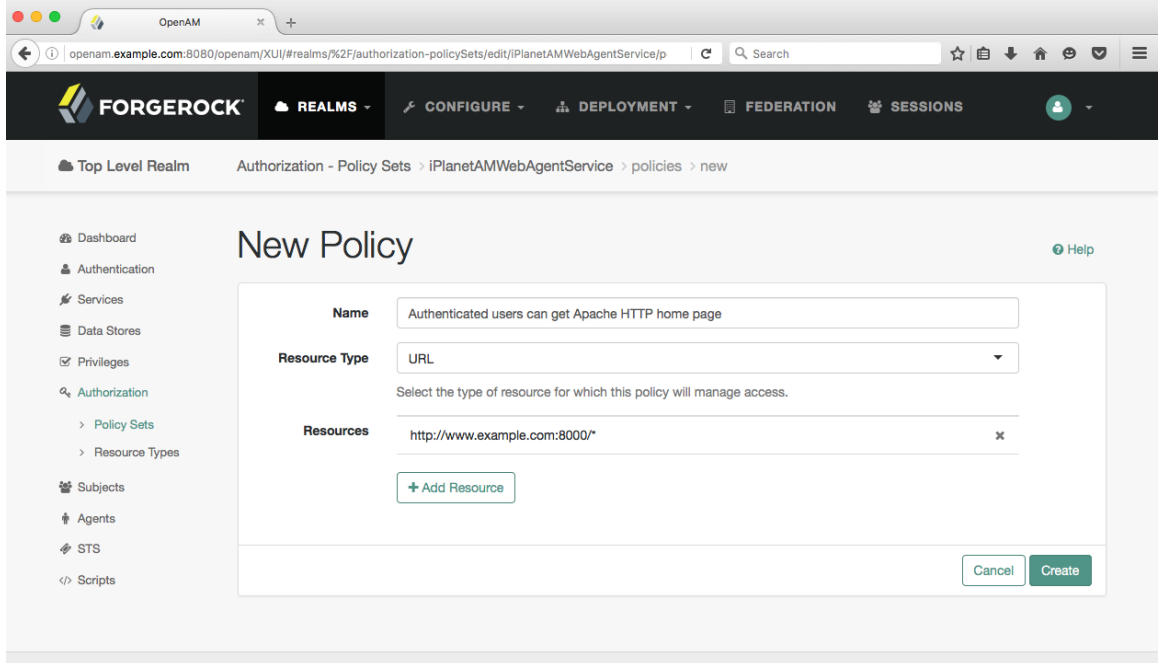 OpenAM
openam.example.com:8080/openam/XUI/#realms/%2F/authorization-policySets/edit/iPlanetAMWebAgentService/p
Search
FORGEROCK
REALMS
CONFIGURE
DEPLOYMENT
FEDERATION
SESSIONS
Top Level Realm
Authorization - Policy Sets > iPlanetAMWebAgentService > policies > new
Dashboard
Authentication
Services
Data Stores
Privileges
Authorization
> Policy Sets
> Resource Types
Subjects
Agents
STS
</> Scripts
New Policy
Help
Name
Authenticated users can get Apache HTTP home page
Resource Type
URL
Select the type of resource for which this policy will manage access.
Resources
http://www.example.com:8000/*
+ Add Resource
Cancel
Create